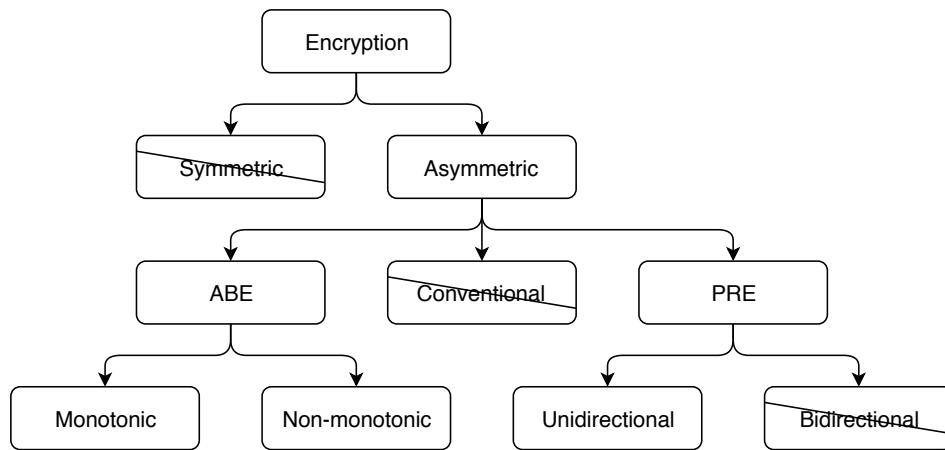 Encryption
Symmetric
Asymmetric
ABE
Conventional
PRE
Monotonic
Non-monotonic
Unidirectional
Bidirectional